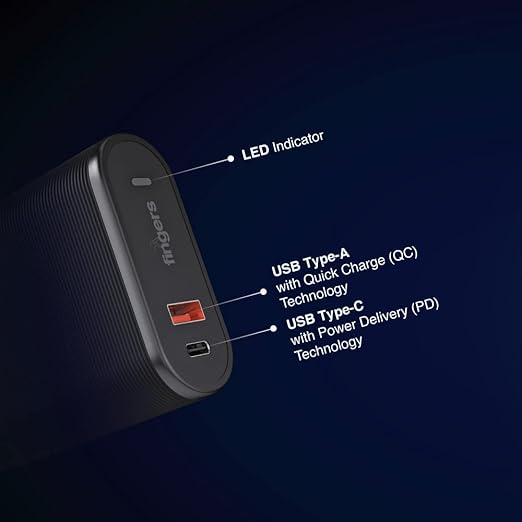 LED Indicator
fingers
USB Type-A
with Quick Charge (QC)
Technology
USB Type-C
with Power Delivery (PD)
Technology